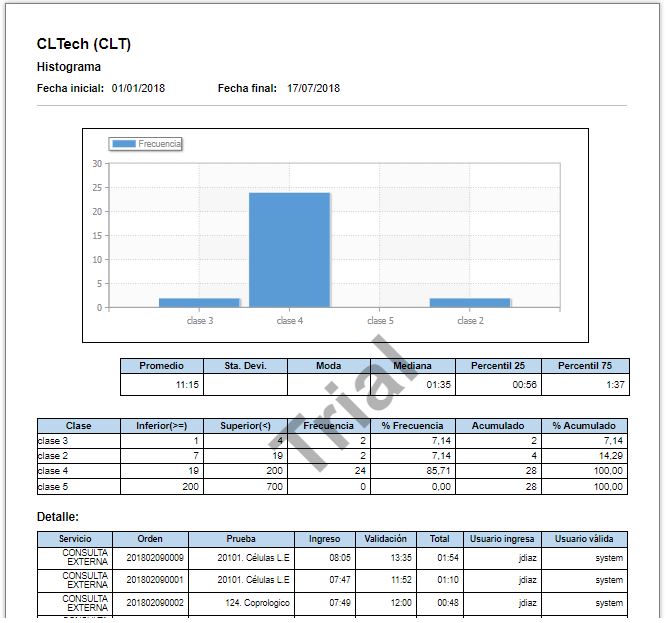 CLTech (CLT)
Histograma
Fecha inicial: 01/01/2018 Fecha final: 17/07/2018
Frecuencia
30
25
20
15
10
5
0
clase 3 clase 4 clase 5 clase 2
Promedio Sta. Devi. Moda Mediana Percentil 25 Percentil 75
11:15 01:35 00:56 1:37
Trial
Clase Inferior(>=) Superior(<) Frecuencia % Frecuencia Acumulado % Acumulado
clase 3 1 4 2 7,14 2 7,14
clase 2 7 19 2 7,14 4 14,29
clase 4 19 200 24 85,71 28 100,00
clase 5 200 700 0 0,00 28 100,00
Detalle:
Servicio Orden Prueba Ingreso Validación Total Usuario ingresa Usuario vàlida
CONSULTA
EXTERNA 201802090009 20101. Células L.E 08:05 13:35 01:54 jdiaz system
CONSULTA
EXTERNA 201802090001 20101. Células L.E 07:47 11:52 01:10 jdiaz system
CONSULTA
EXTERNA 201802090002 124. Coprologico 07:49 12:00 00:48 jdiaz system